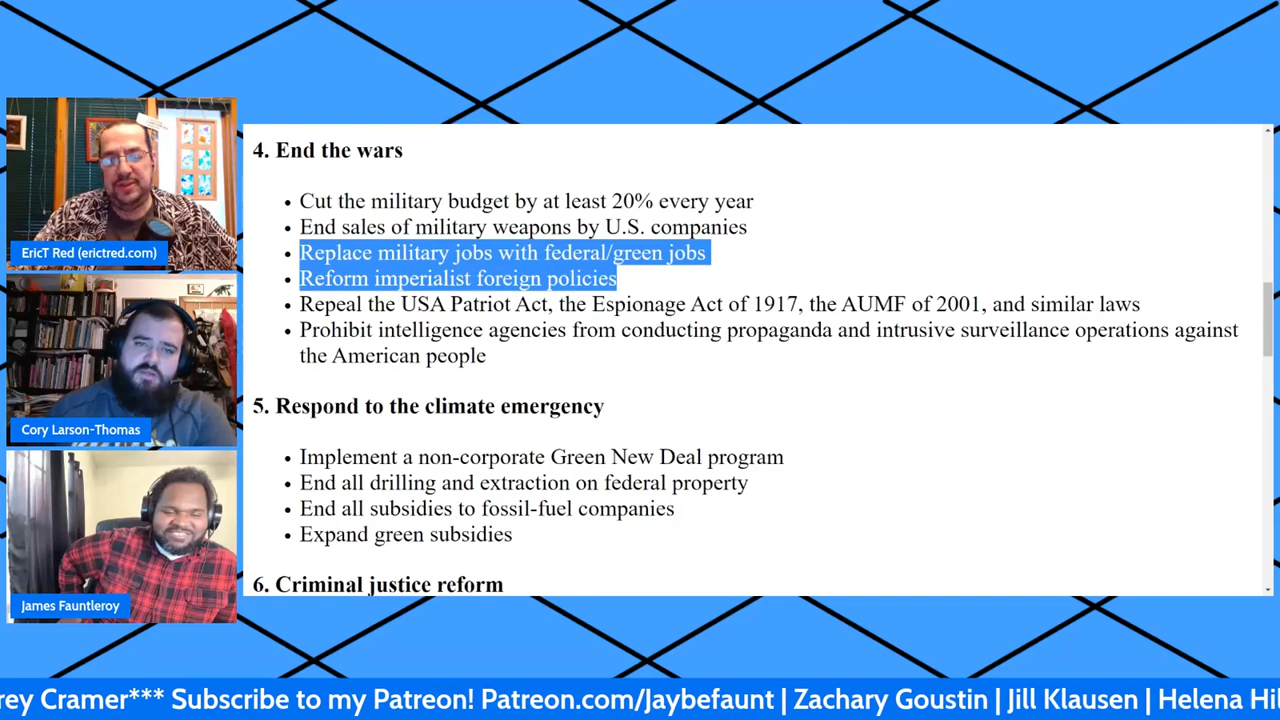 4. End the wars
Cut the military budget by at least 20% every year
End sales of military weapons by U.S. companies
Replace military jobs with federal/green jobs
Reform imperialist foreign policies
Repeal the USA Patriot Act, the Espionage Act of 1917, the AUMF of 2001, and similar laws
Prohibit intelligence agencies from conducting propaganda and intrusive surveillance operations against
the American people
5. Respond to the climate emergency
Implement a non-corporate Green New Deal program
End all drilling and extraction on federal property
End all subsidies to fossil-fuel companies
Expand green subsidies
6. Criminal justice reform
EricT Red (erictred.com)
Cory Larson-Thomas
James Fauntleroy
rey Cramer*** Subscribe to my Patreon! Patreon.com/Jaybefaunt | Zachary Goustin | Jill Klausen | Helena Hi